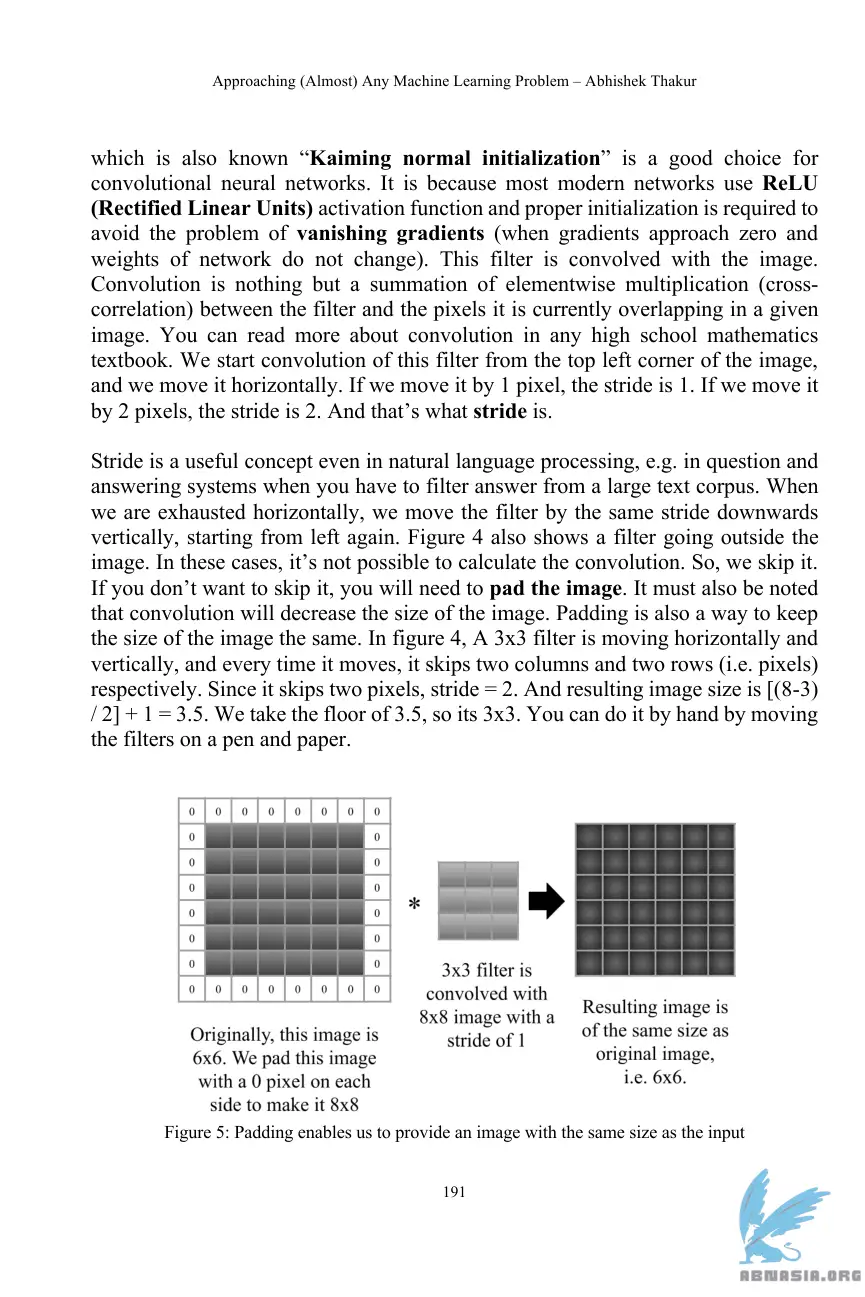 Approaching (Almost) Any Machine Learning Problem – Abhishek Thakur
which is also known “Kaiming normal initialization” is a good choice for
convolutional neural networks. It is because most modern networks use ReLU
(Rectified Linear Units) activation function and proper initialization is required to
avoid the problem of vanishing gradients (when gradients approach zero and
weights of network do not change). This filter is convolved with the image.
Convolution is nothing but a summation of elementwise multiplication (cross-
correlation) between the filter and the pixels it is currently overlapping in a given
image. You can read more about convolution in any high school mathematics
textbook. We start convolution of this filter from the top left corner of the image,
and we move it horizontally. If we move it by 1 pixel, the stride is 1. If we move it
by 2 pixels, the stride is 2. And that’s what stride is.
Stride is a useful concept even in natural language processing, e.g. in question and
answering systems when you have to filter answer from a large text corpus. When
we are exhausted horizontally, we move the filter by the same stride downwards
vertically, starting from left again. Figure 4 also shows a filter going outside the
image. In these cases, it’s not possible to calculate the convolution. So, we skip it.
If you don’t want to skip it, you will need to pad the image. It must also be noted
that convolution will decrease the size of the image. Padding is also a way to keep
the size of the image the same. In figure 4, A 3x3 filter is moving horizontally and
vertically, and every time it moves, it skips two columns and two rows (i.e. pixels)
respectively. Since it skips two pixels, stride = 2. And resulting image size is [(8-3)
/ 2] + 1 = 3.5. We take the floor of 3.5, so its 3x3. You can do it by hand by moving
the filters on a pen and paper.
0 0 0 0 0 0 0 0
0 0
0 0
0 0
0 0
0 0
0 0
0 0 0 0 0 0 0 0
*
Originally, this image is
6x6. We pad this image
with a 0 pixel on each
side to make it 8x8
3x3 filter is
convolved with
8x8 image with a
stride of 1
Resulting image is
of the same size as
original image,
i.e. 6x6.
Figure 5: Padding enables us to provide an image with the same size as the input
191
ABNASIA.ORG